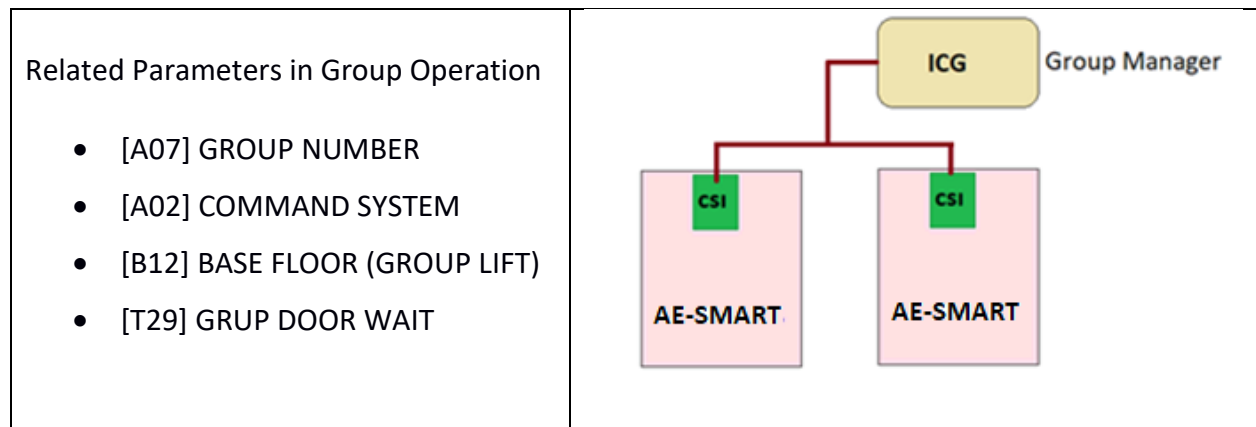 Related Parameters in Group Operation
• [A07] GROUP NUMBER
• [A02] COMMAND SYSTEM
• [B12] BASE FLOOR (GROUP LIFT)
• [T29] GRUP DOOR WAIT
ICG
Group Manager
CSI
CSI
AE-SMART
AE-SMART